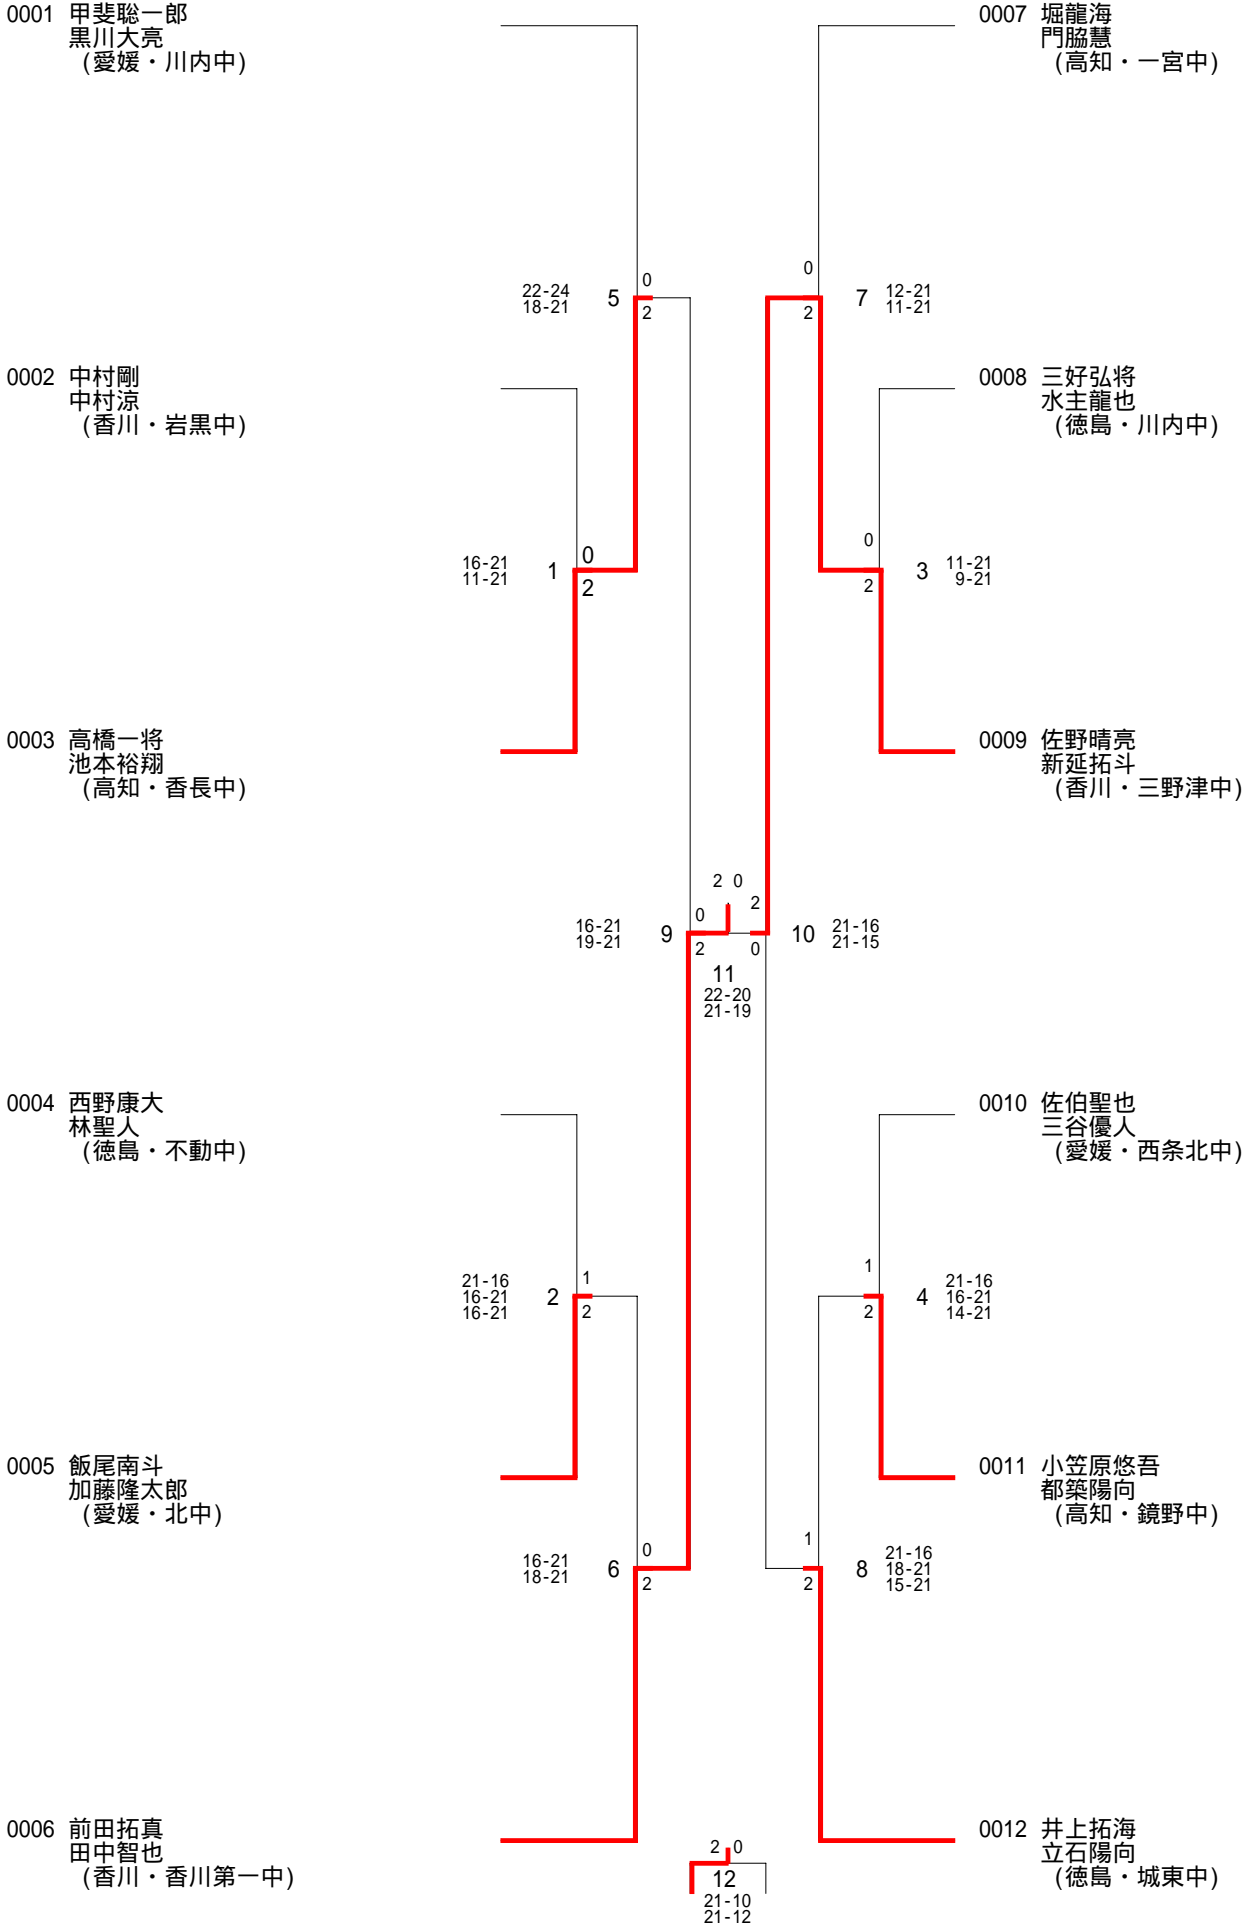 0001 甲斐聡一郎
黒川大亮
(愛媛・川内中)
0007 堀龍海
門脇慧
(高知・一宮中)
22-24
18-21
5
0
2
0
2
7
12-21
11-21
0002 中村剛
中村涼
(香川・岩黒中)
0008 三好弘将
水主龍也
(徳島・川内中)
16-21
11-21
1
0
2
0
2
3
11-21
9-21
0003 高橋一将
池本裕翔
(高知・香長中)
0009 佐野晴亮
新延拓斗
(香川・三野津中)
16-21
19-21
9
0
2
2 0
11
22-20
21-19
2
0
10
21-16
21-15
0004 西野康大
林聖人
(徳島・不動中)
0010 佐伯聖也
三谷優人
(愛媛・西条北中)
21-16
16-21
16-21
2
1
2
1
2
4
21-16
16-21
14-21
0005 飯尾南斗
加藤隆太郎
(愛媛・北中)
0011 小笠原悠吾
都築陽向
(高知・鏡野中)
16-21
18-21
6
0
2
1
2
8
21-16
18-21
15-21
0006 前田拓真
田中智也
(香川・香川第一中)
2 0
12
21-10
21-12
0012 井上拓海
立石陽向
(徳島・城東中)